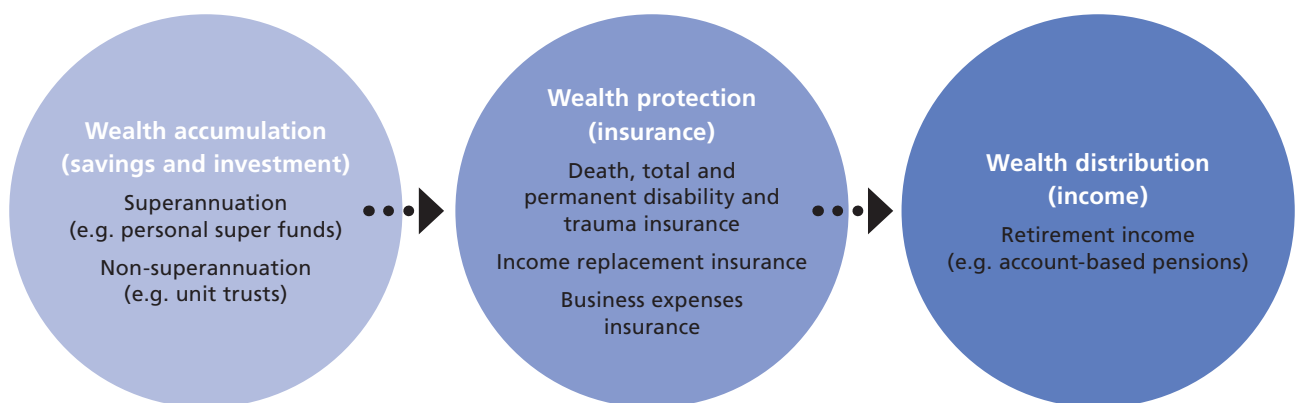 Wealth accumulation
(savings and investment)
Superannuation
(e.g. personal super funds)
Non-superannuation
(e.g. unit trusts)
Wealth protection
(insurance)
Death, total and
permanent disability and
trauma insurance
Income replacement insurance
Business expenses
insurance
Wealth distribution
(income)
Retirement income
(e.g. account-based pensions)